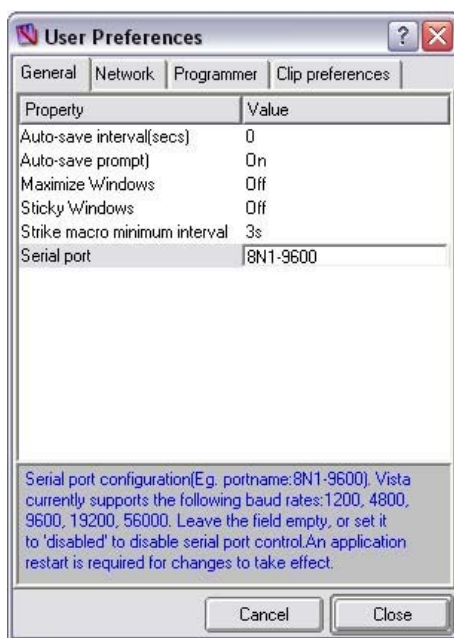 User Preferences
General Network Programmer Clip preferences
Property Value
Auto-save interval(secs) 0
Auto-save prompt) On
Maximize Windows Off
Sticky Windows Off
Strike macro minimum interval 3s
Serial port 8N1-9600
Serial port configuration(Eg. portname:8N1-9600). Vista
currently supports the following baud rates:1200, 4800,
9600, 19200, 56000. Leave the field empty, or set it
to 'disabled' to disable serial port control.An application
restart is required for changes to take effect.
Cancel Close